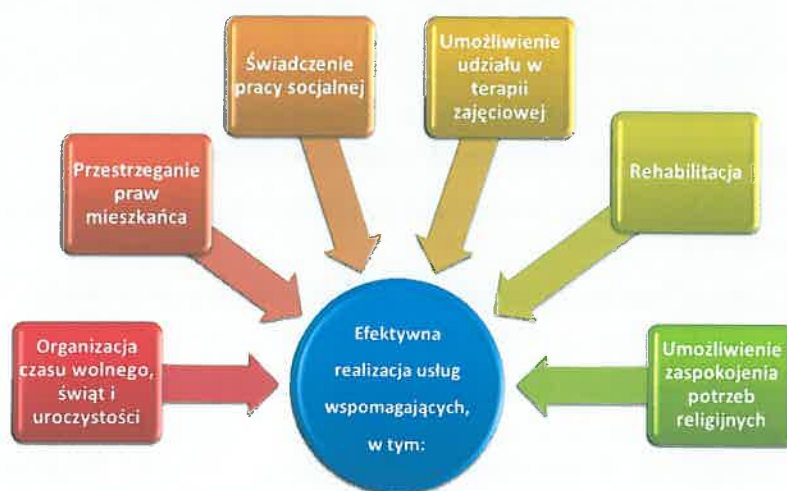 Świadczenie
pracy socjalnej
Umożliwienie
udziału w
terapii
zajęciowej
Przestrzeganie
praw
mieszkańca
Rehabilitacja
Organizacja
czasu wolnego,
świąt i
uroczystości
Efektywna
realizacja usług
wspomagających,
w tym:
Umożliwienie
zaspokojenia
potrzeb
religijnych